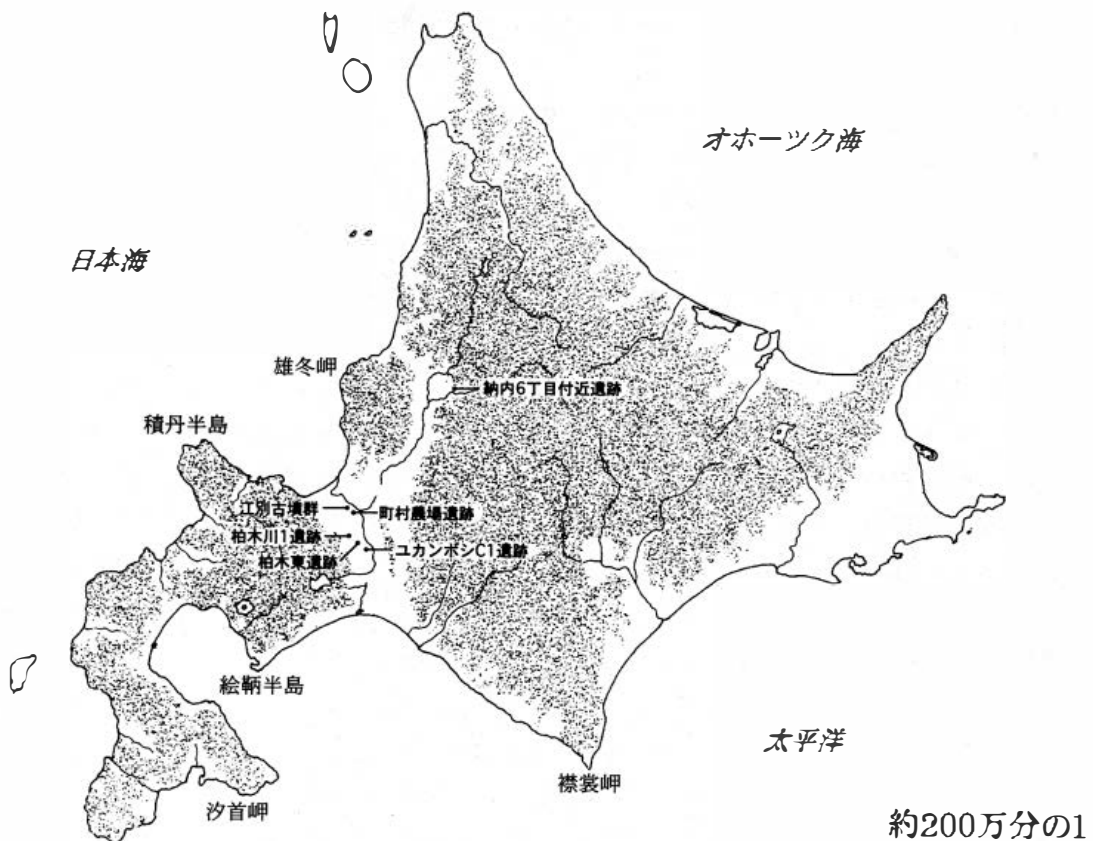 オホーツク海
日本海
雄冬岬
納内6丁目付近遺跡
積丹半島
江別古墳群
町村農場遺跡
柏木川1遺跡
ユカンボシC1遺跡
柏木東遺跡
絵鞆半島
太平洋
襟裳岬
汐首岬
約200万分の1